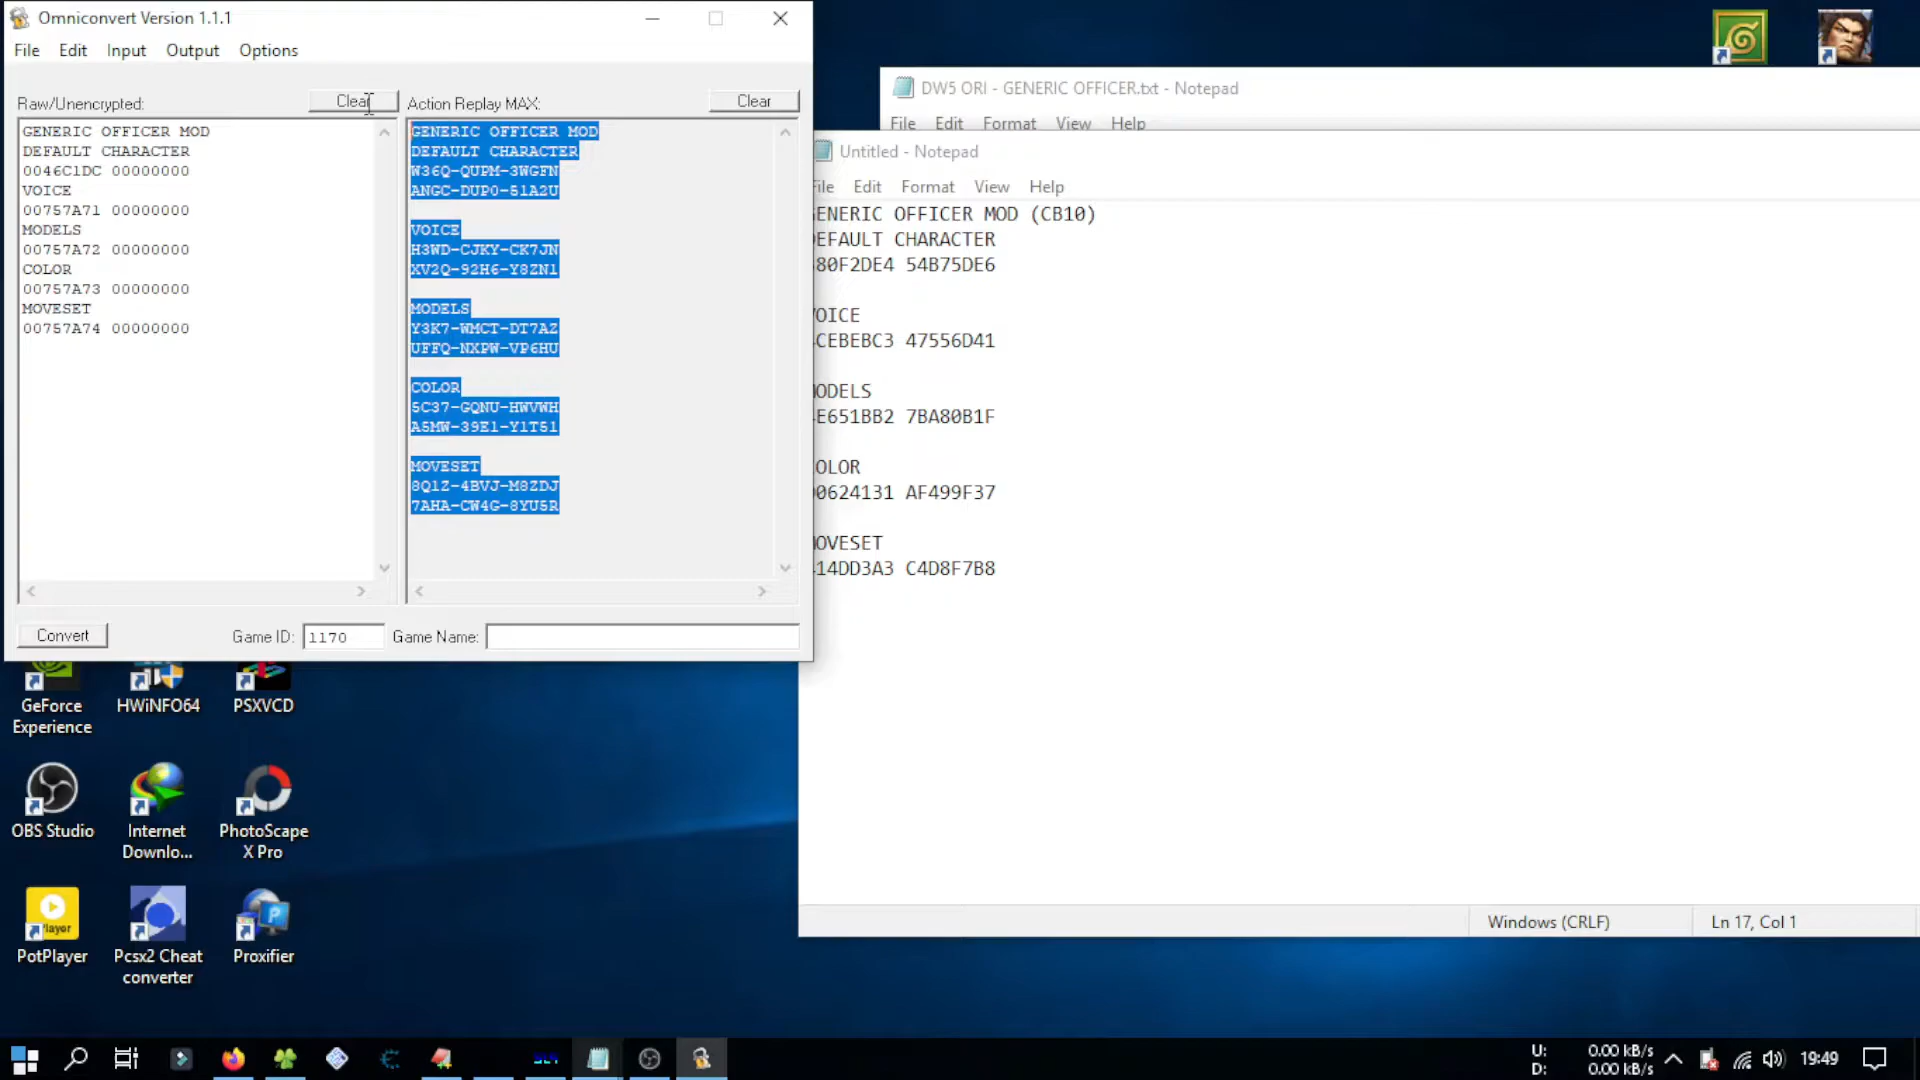 Omniconvert Version 1.1.1
File Edit Input Output Options
Raw/Unencrypted: Clear
GENERIC OFFICER MOD
DEFAULT CHARACTER
0046C1DC 00000000
VOICE
00757A71 00000000
MODELS
00757A72 00000000
COLOR
00757A73 00000000
MOVESET
00757A74 00000000
Action Replay MAX: Clear
GENERIC OFFICER MOD
DEFAULT CHARACTER
W36Q-QUPM-3WGFN
ANGC-DUP0-51A2U
VOICE
H3WD-CJKY-CK7JN
XV2Q-92H6-Y8ZN1
MODELS
Y3K7-WMCT-DT7AZ
UFFQ-NXPW-VP6HU
COLOR
5C37-GQNU-HWVWH
A5MW-39E1-Y1T51
MOVESET
8Q1Z-4BVJ-M8ZDJ
7AHA-CW4G-8YU5R
Convert Game ID: 1170 Game Name:
DW5 ORI - GENERIC OFFICER.txt - Notepad
File Edit Format View Help
Untitled - Notepad
File Edit Format View Help
GENERIC OFFICER MOD (CB10)
DEFAULT CHARACTER
80F2DE4 54B75DE6
VOICE
CEBEBC3 47556D41
MODELS
E651BB2 7BA80B1F
COLOR
0624131 AF499F37
MOVESET
14DD3A3 C4D8F7B8
Windows (CRLF) Ln 17, Col 1
GeForce
Experience
HWiNFO64
PSXVCD
OBS Studio
Internet
Downlo...
PhotoScape
X Pro
PotPlayer
Pcsx2 Cheat
converter
Proxifier
U: 0.00 kB/s
D: 0.00 kB/s
19:49